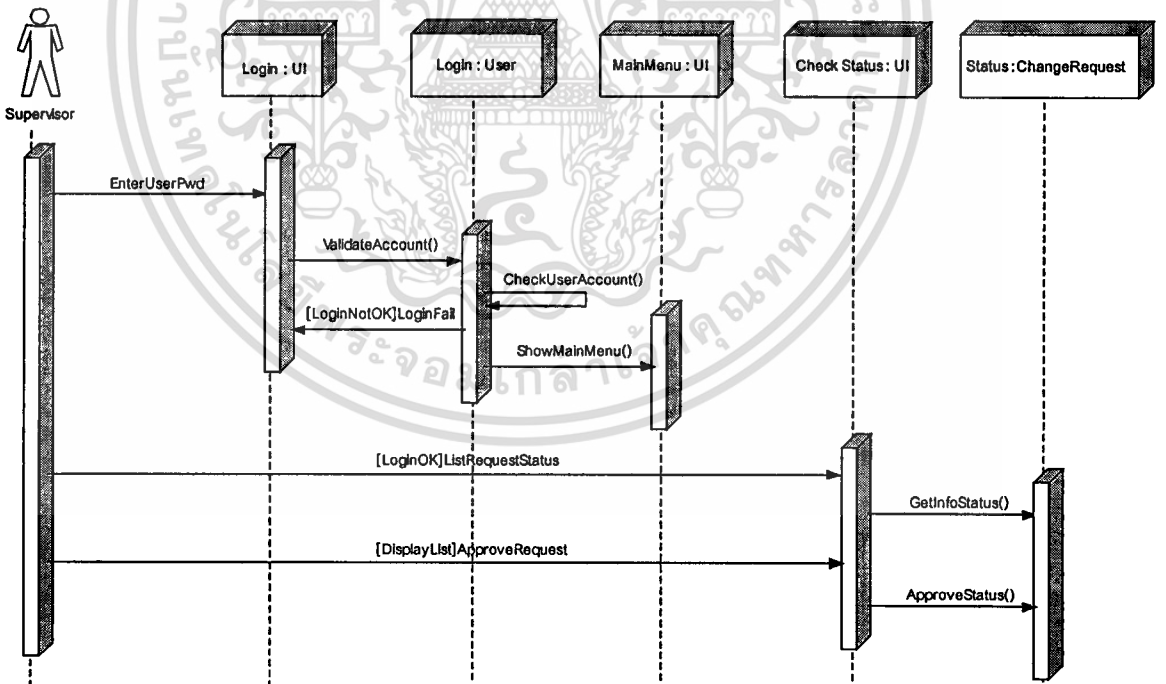 Login : UI
Login : User
MainMenu : UI
Check Status : UI
Status : ChangeRequest
Supervisor
EnterUserPwd
ValidateAccount()
CheckUserAccount()
[LoginNotOK]LoginFail
ShowMainMenu()
[LoginOK]ListRequestStatus
GetInfoStatus()
[DisplayList]ApproveRequest
ApproveStatus()